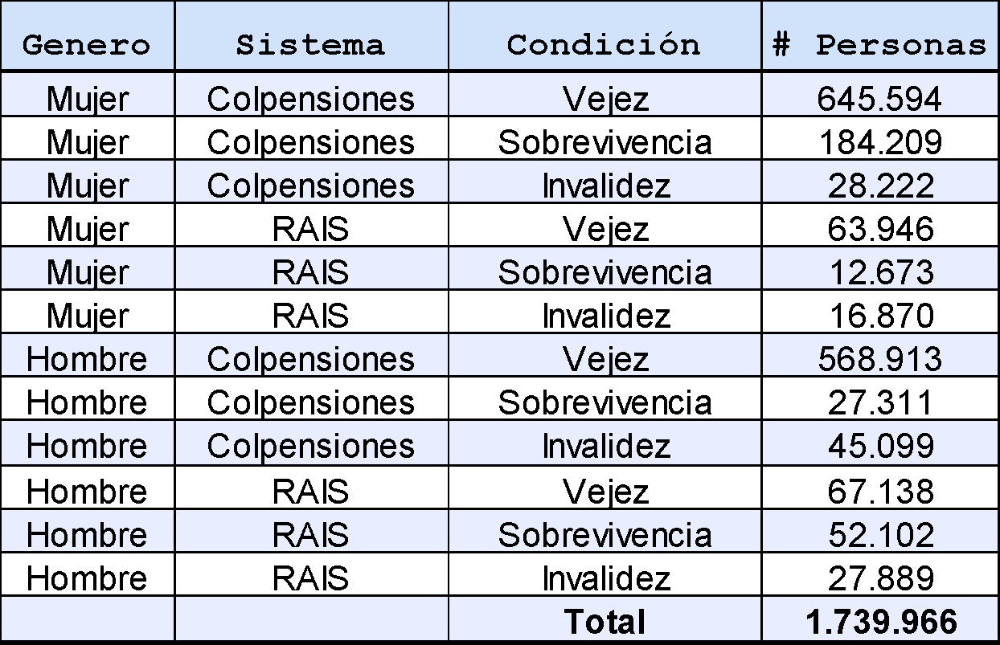 Genero Sistema Condición # Personas
Mujer Colpensiones Vejez 645.594
Mujer Colpensiones Sobrevivencia 184.209
Mujer Colpensiones Invalidez 28.222
Mujer RAIS Vejez 63.946
Mujer RAIS Sobrevivencia 12.673
Mujer RAIS Invalidez 16.870
Hombre Colpensiones Vejez 568.913
Hombre Colpensiones Sobrevivencia 27.311
Hombre Colpensiones Invalidez 45.099
Hombre RAIS Vejez 67.138
Hombre RAIS Sobrevivencia 52.102
Hombre RAIS Invalidez 27.889
Total 1.739.966